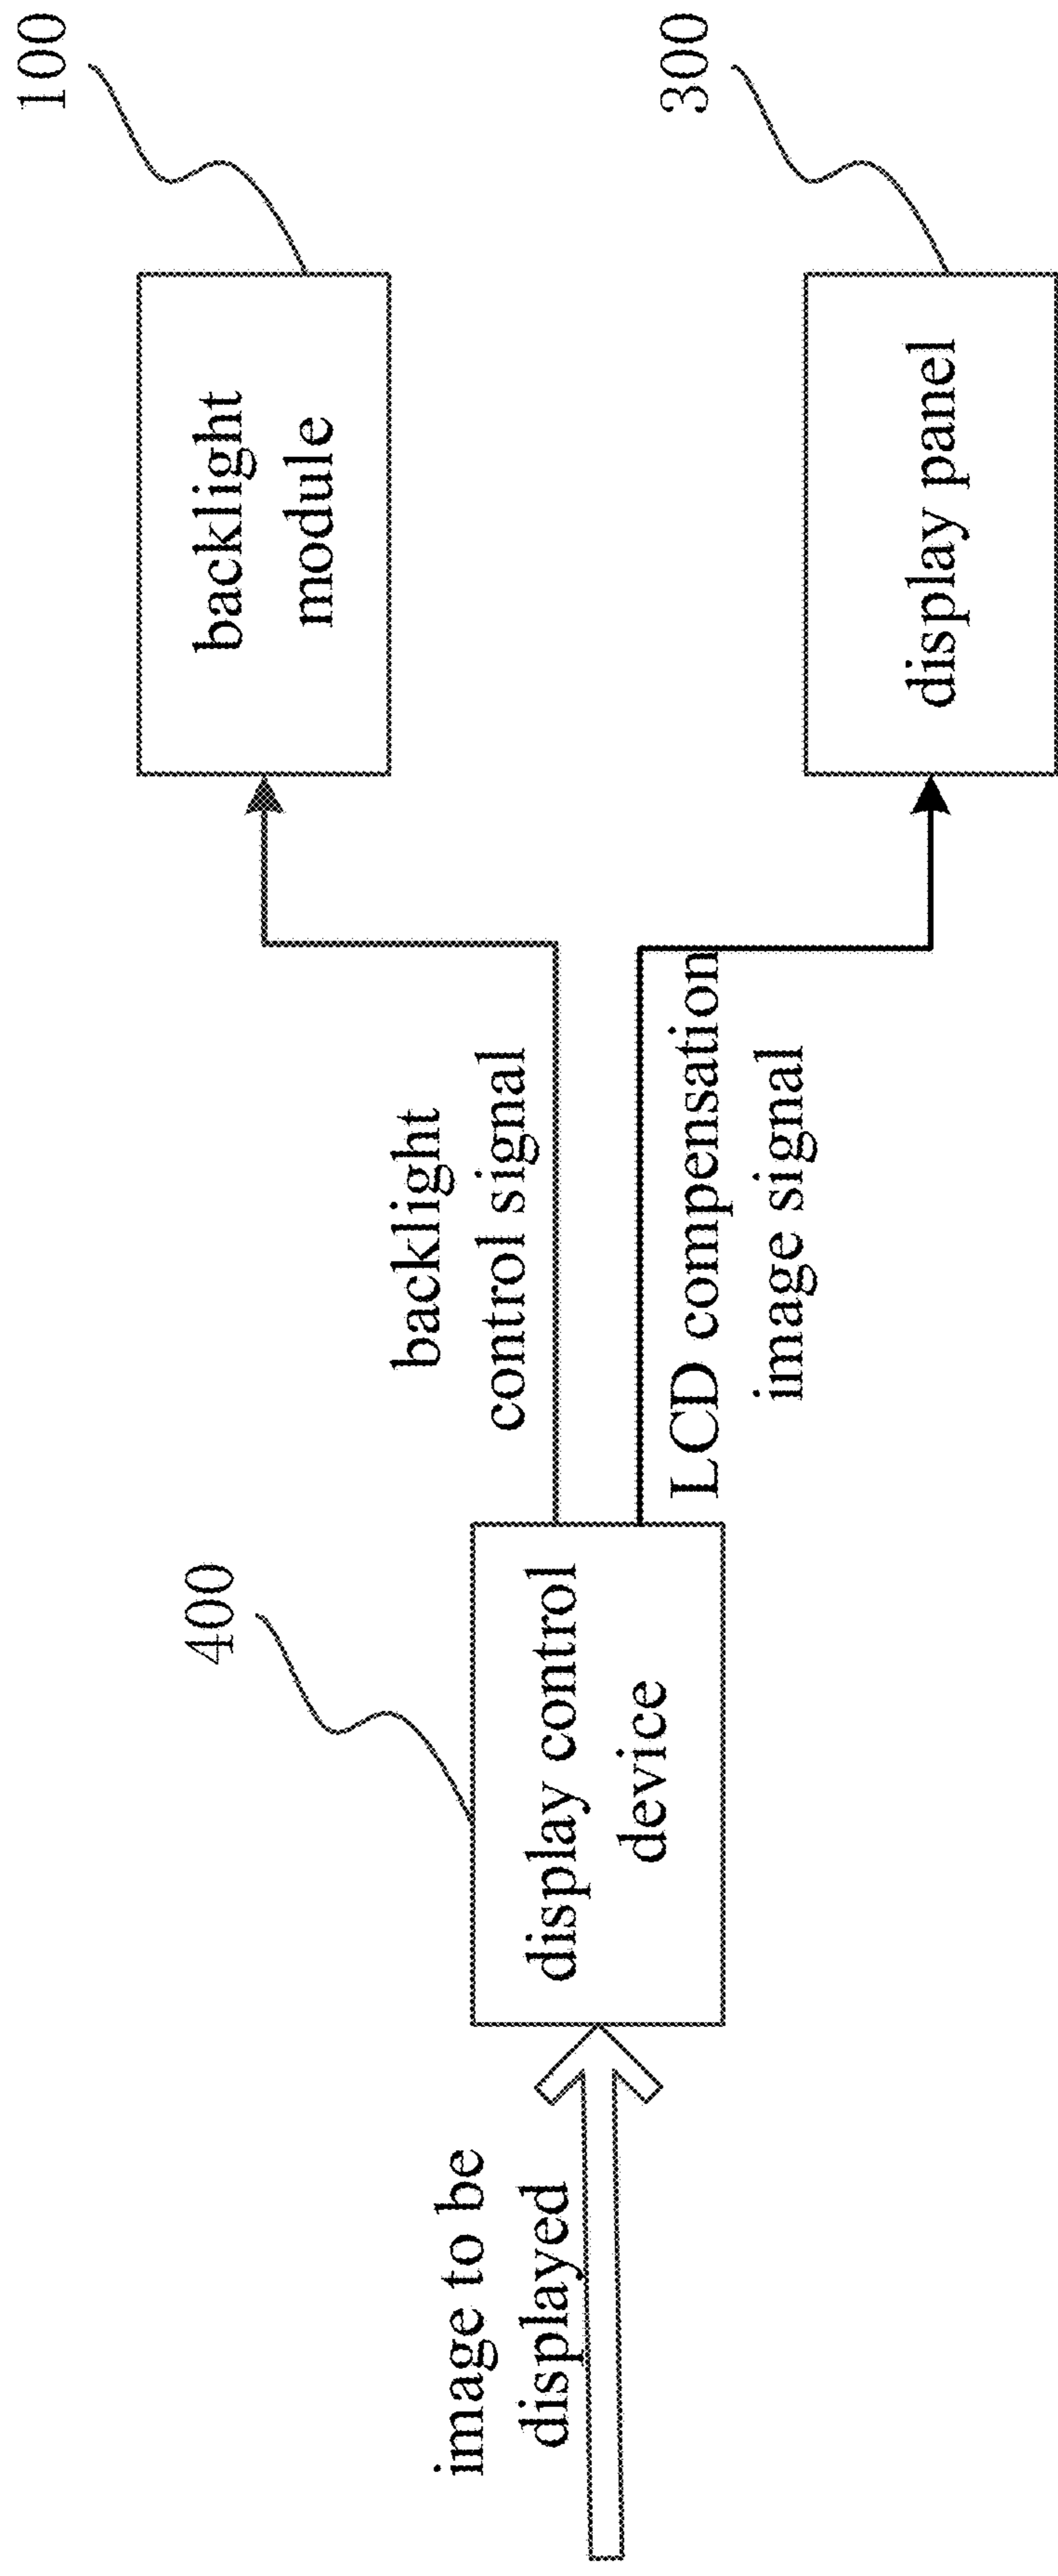 image to be
displayed
400
display control
device
backlight
control signal
LCD compensation
image signal
100
backlight
module
300
display panel